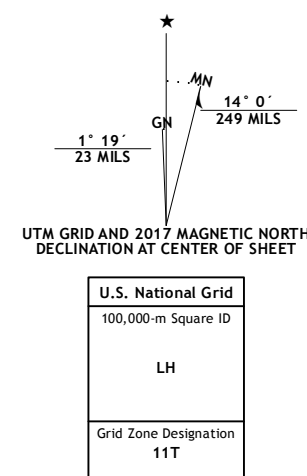 ★
MN
GN
14° 0´
249 MILS
1° 19´
23 MILS
UTM GRID AND 2017 MAGNETIC NORTH
DECLINATION AT CENTER OF SHEET
U.S. National Grid
100,000-m Square ID
LH
Grid Zone Designation
11T